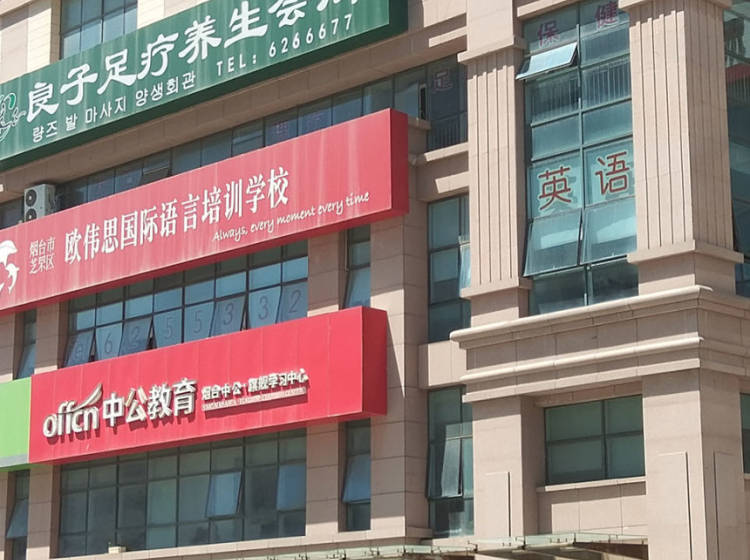 良子足疗养生会
TEL: 6266677
량즈 발 마사지 양생회관
保健
烟台市
芝罘区
欧伟思国际语言培训学校
Always, every moment every time
英语
6255332
offcn 中公教育
烟台中公·旗舰学习中心